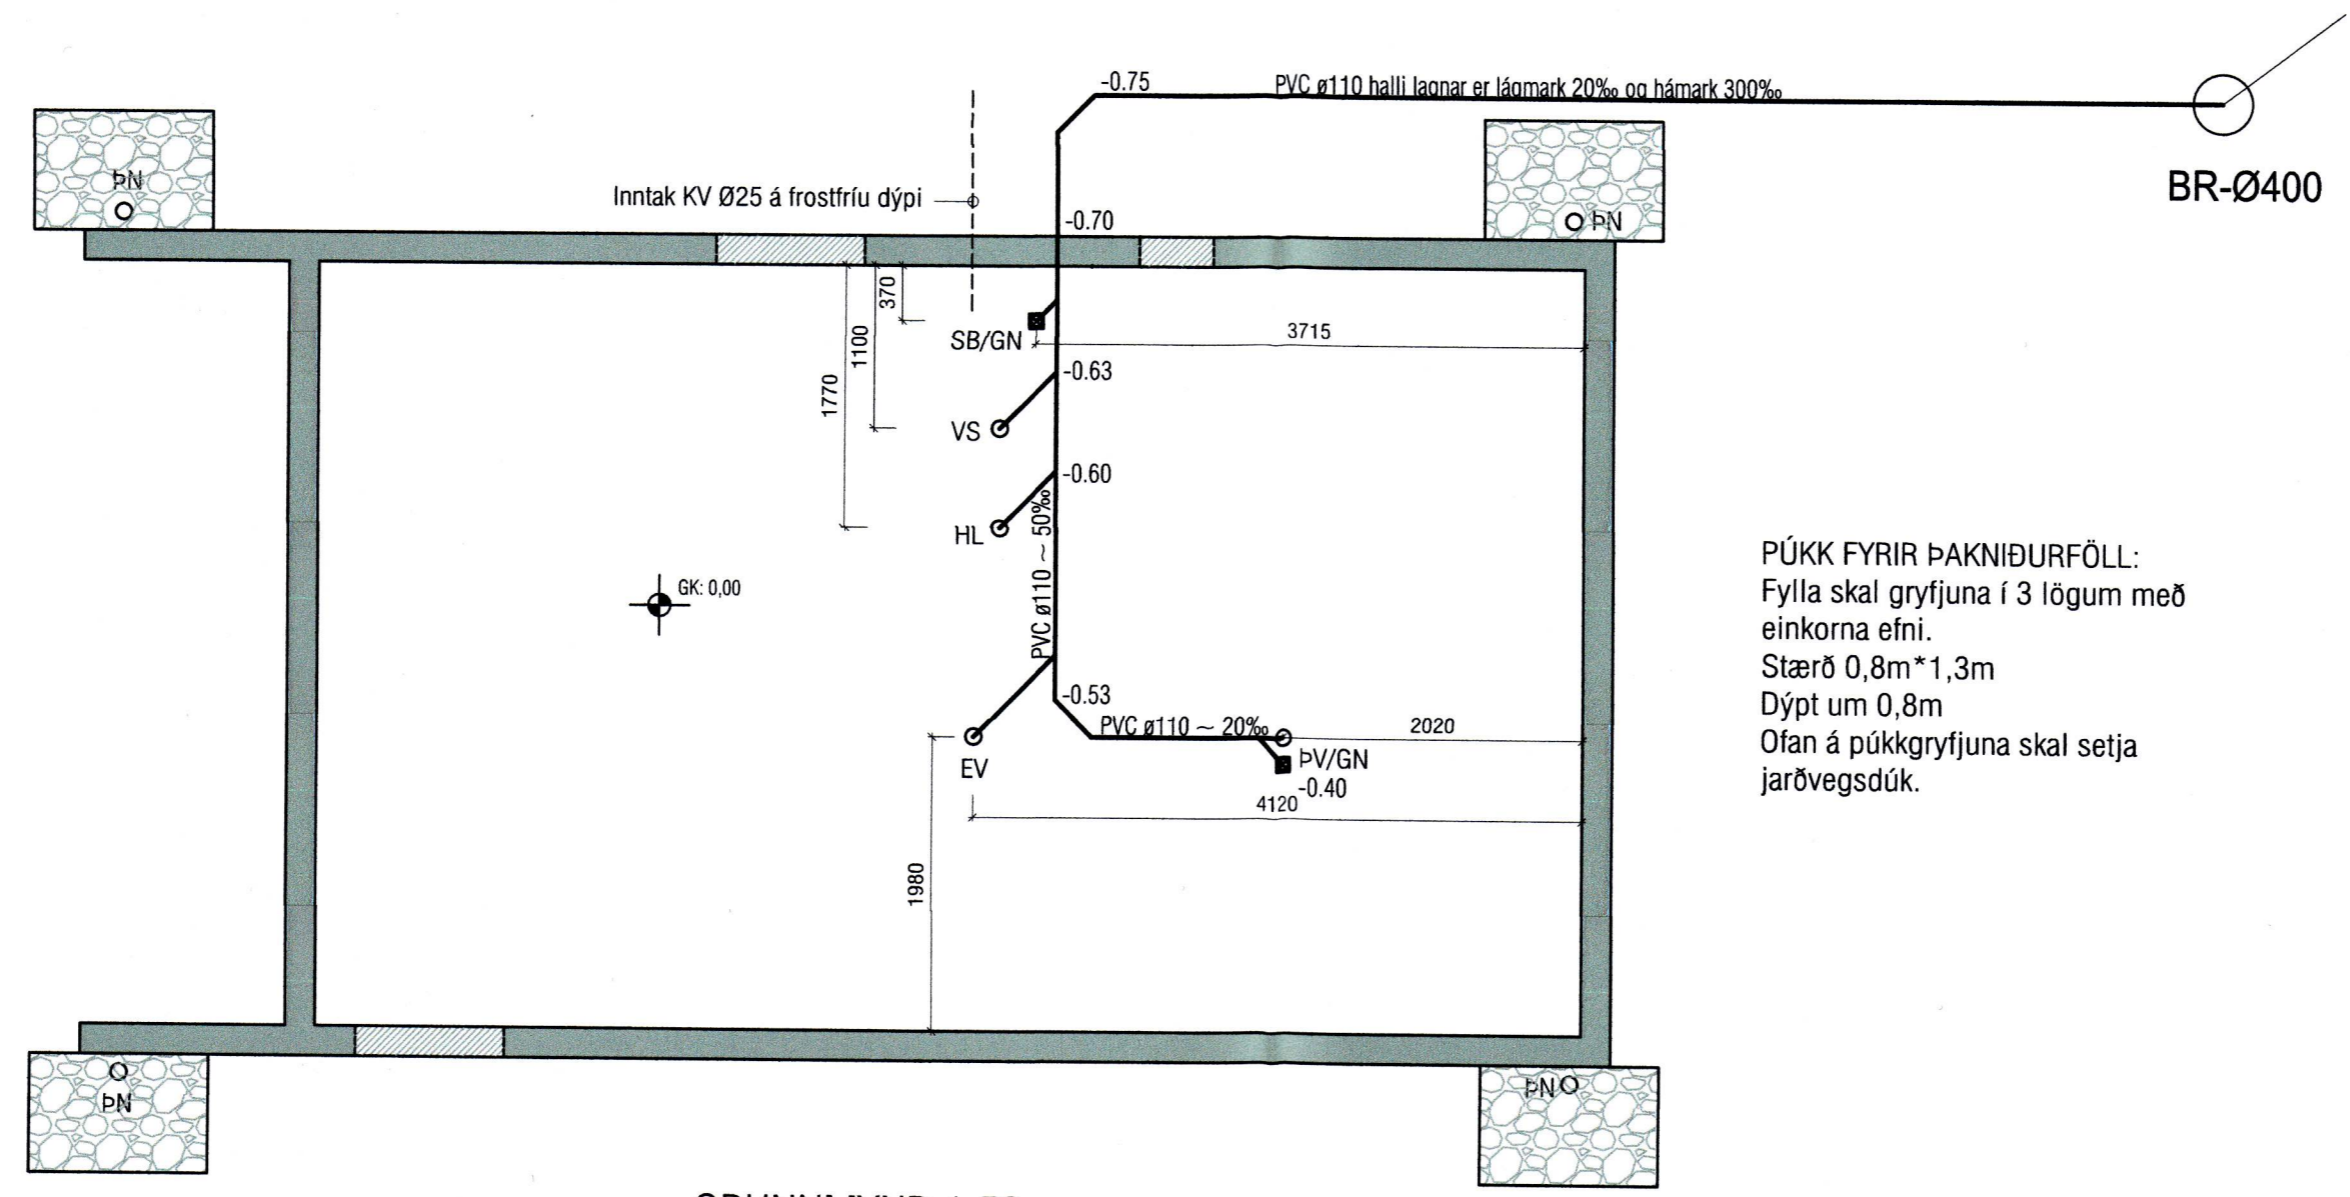 -0.75
PVC ø110 halli lagnar er lágmark 20‰ og hámark 300‰
ÞN
Inntak KV Ø25 á frostfríu dýpi
-0.70
ÞN
BR-Ø400
370
1100
1770
SB/GN
3715
-0.63
VS
-0.60
HL
PVC ø110 ~ 50‰
GK: 0,00
PÚKK FYRIR ÞAKNIÐURFÖLL:
Fylla skal gryfjuna í 3 lögum með
einkorna efni.
Stærð 0,8m*1,3m
Dýpt um 0,8m
Ofan á púkkgryfjuna skal setja
jarðvegsdúk.
-0.53
PVC ø110 ~ 20‰
2020
EV
ÞV/GN
-0.40
4120
1980
ÞN
ÞN